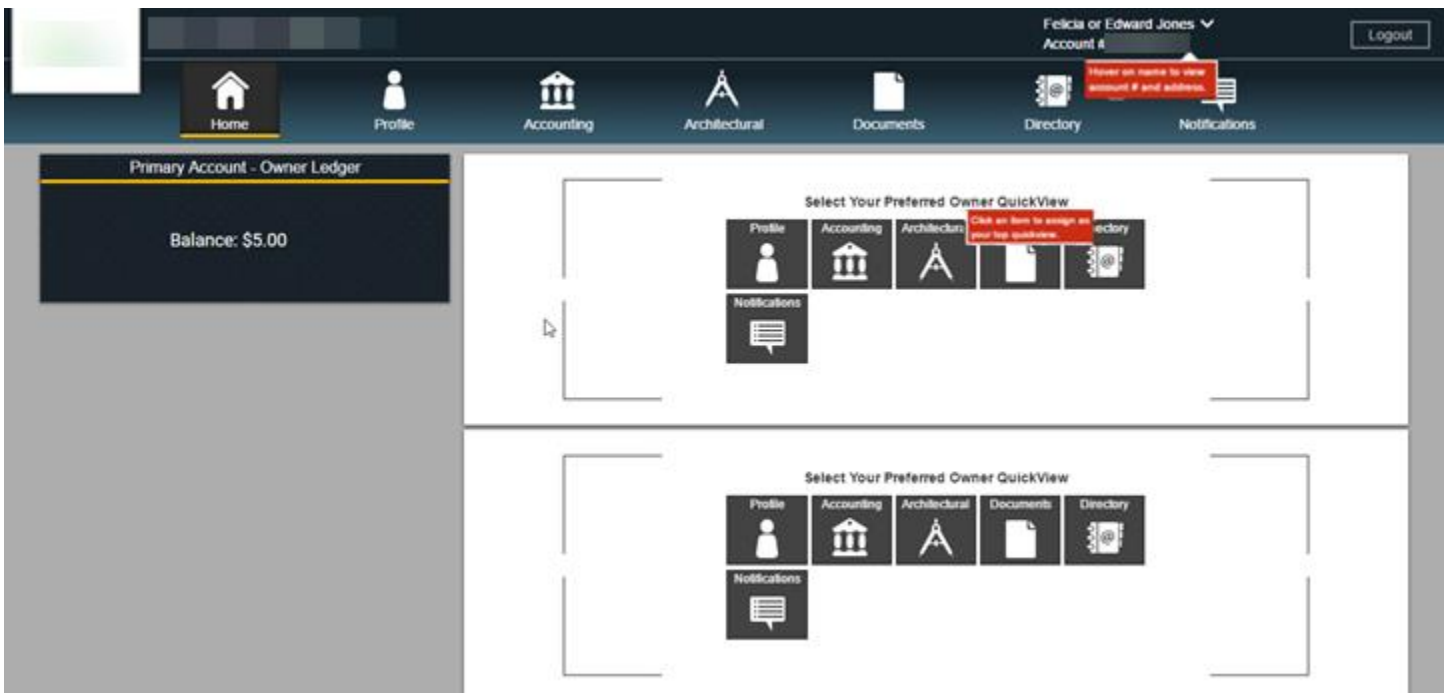 Felicia or Edward Jones
Account #
Logout
Hover on name to view
account # and address.
Home
Profile
Accounting
Architectural
Documents
Directory
Notifications
Primary Account - Owner Ledger
Balance: $5.00
Select Your Preferred Owner QuickView
Click an item to assign as
your top quickview.
Profile
Accounting
Architectural
Notifications
Select Your Preferred Owner QuickView
Profile
Accounting
Architectural
Documents
Directory
Notifications